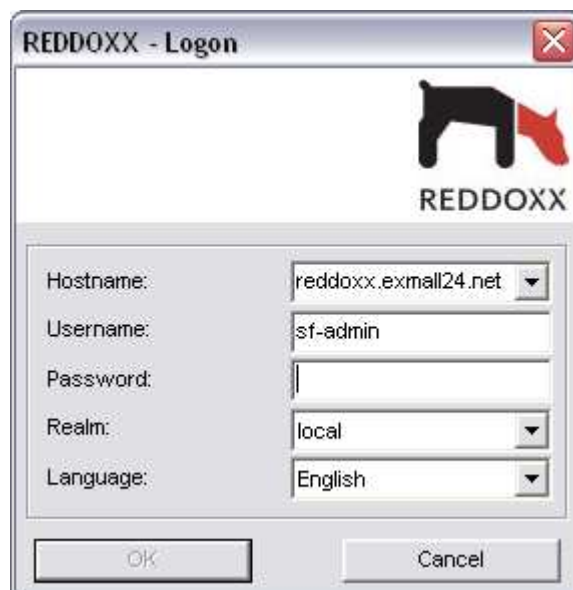 REDDOXX - Logon
REDDOXX
Hostname: reddoxx.exmall24.net
Username: sf-admin
Password:
Realm: local
Language: English
OK Cancel